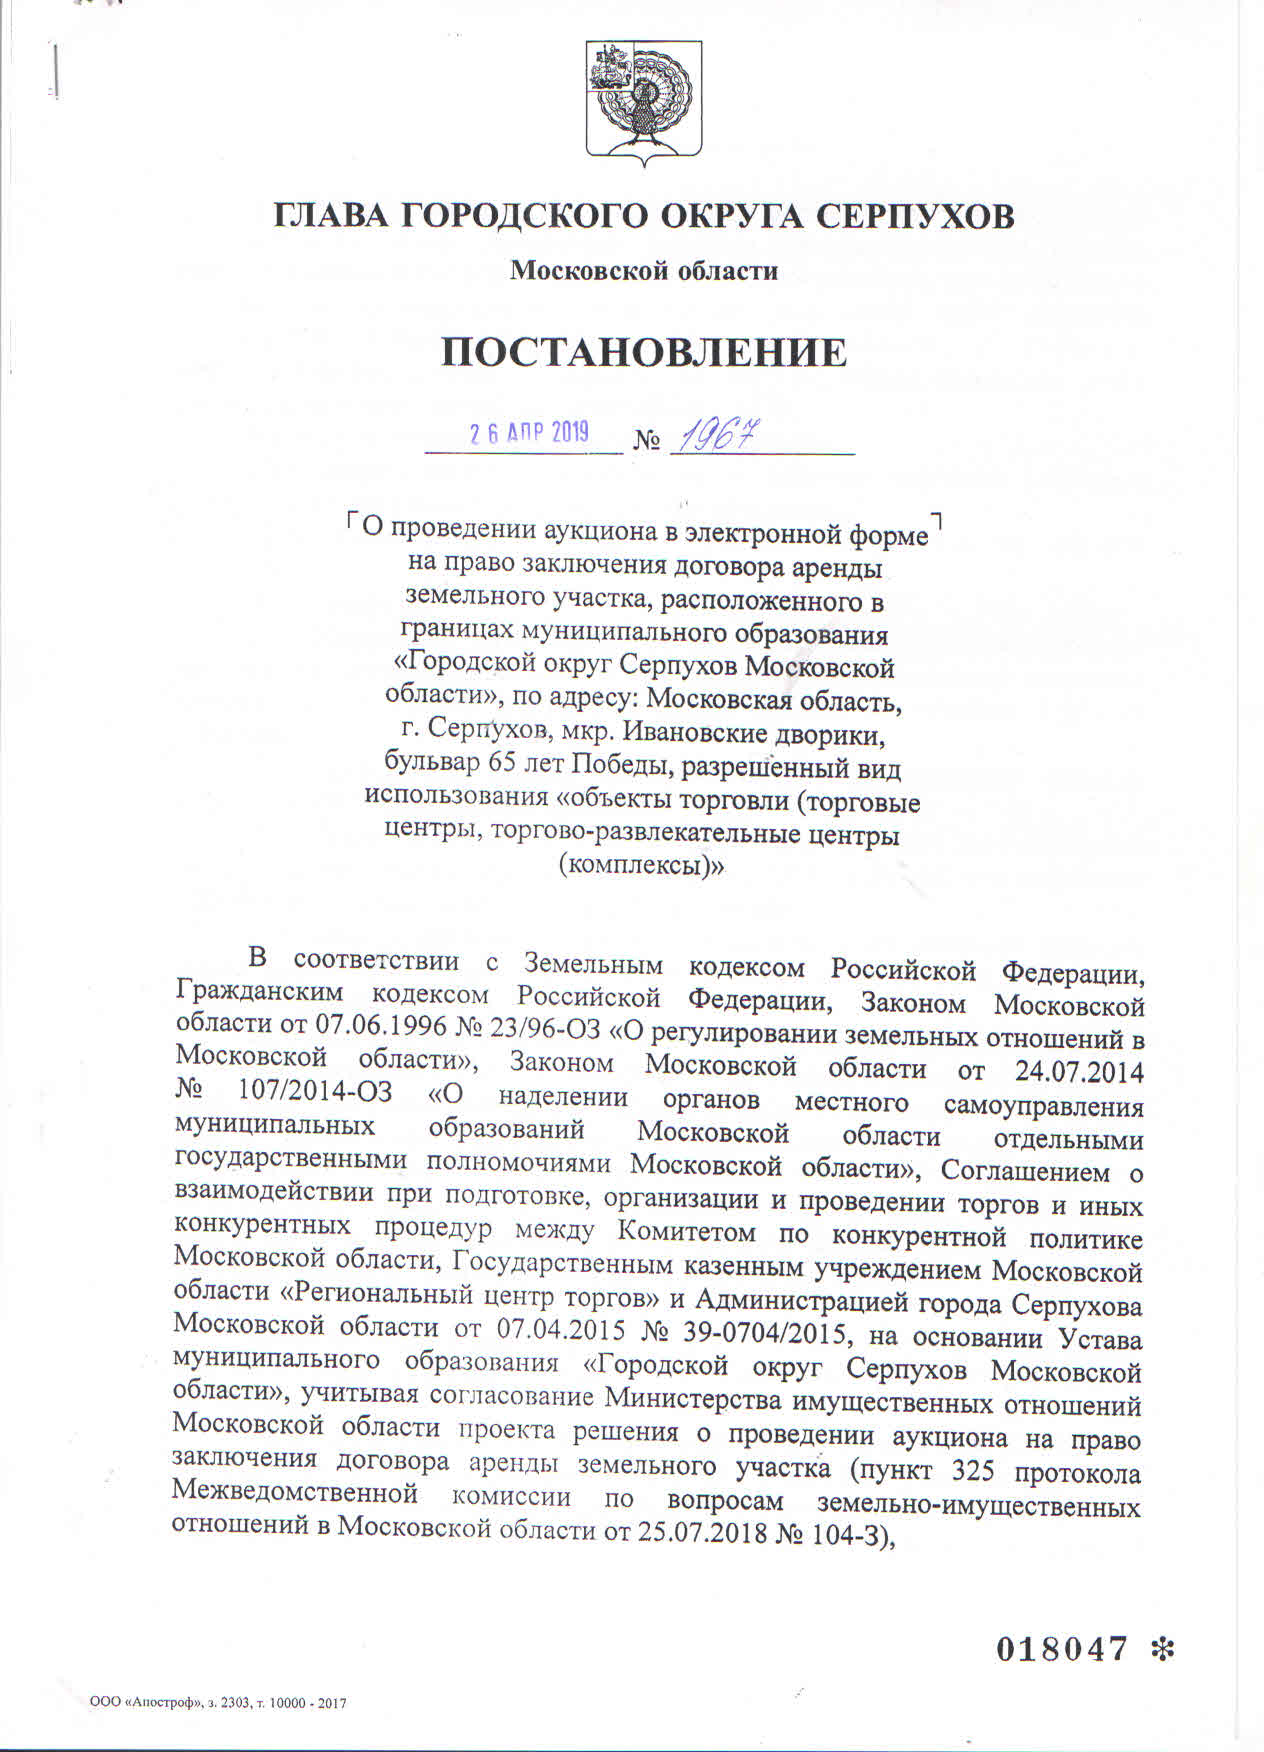 ГЛАВА ГОРОДСКОГО ОКРУГА СЕРПУХОВ
Московской области
ПОСТАНОВЛЕНИЕ
26 АПР 2019 № 1967
О проведении аукциона в электронной форме
на право заключения договора аренды
земельного участка, расположенного в
границах муниципального образования
«Городской округ Серпухов Московской
области», по адресу: Московская область,
г. Серпухов, мкр. Ивановские дворики,
бульвар 65 лет Победы, разрешенный вид
использования «объекты торговли (торговые
центры, торгово-развлекательные центры
(комплексы)»
В соответствии с Земельным кодексом Российской Федерации,
Гражданским кодексом Российской Федерации, Законом Московской
области от 07.06.1996 № 23/96-ОЗ «О регулировании земельных отношений в
Московской области», Законом Московской области от 24.07.2014
№ 107/2014-ОЗ «О наделении органов местного самоуправления
муниципальных образований Московской области отдельными
государственными полномочиями Московской области», Соглашением о
взаимодействии при подготовке, организации и проведении торгов и иных
конкурентных процедур между Комитетом по конкурентной политике
Московской области, Государственным казенным учреждением Московской
области «Региональный центр торгов» и Администрацией города Серпухова
Московской области от 07.04.2015 № 39-0704/2015, на основании Устава
муниципального образования «Городской округ Серпухов Московской
области», учитывая согласование Министерства имущественных отношений
Московской области проекта решения о проведении аукциона на право
заключения договора аренды земельного участка (пункт 325 протокола
Межведомственной комиссии по вопросам земельно-имущественных
отношений в Московской области от 25.07.2018 № 104-З),
018047 ✻
ООО «Апостроф», з. 2303, т. 10000 - 2017